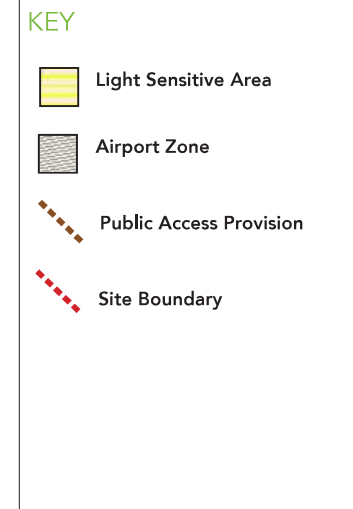 KEY
Light Sensitive Area
Airport Zone
Public Access Provision
Site Boundary